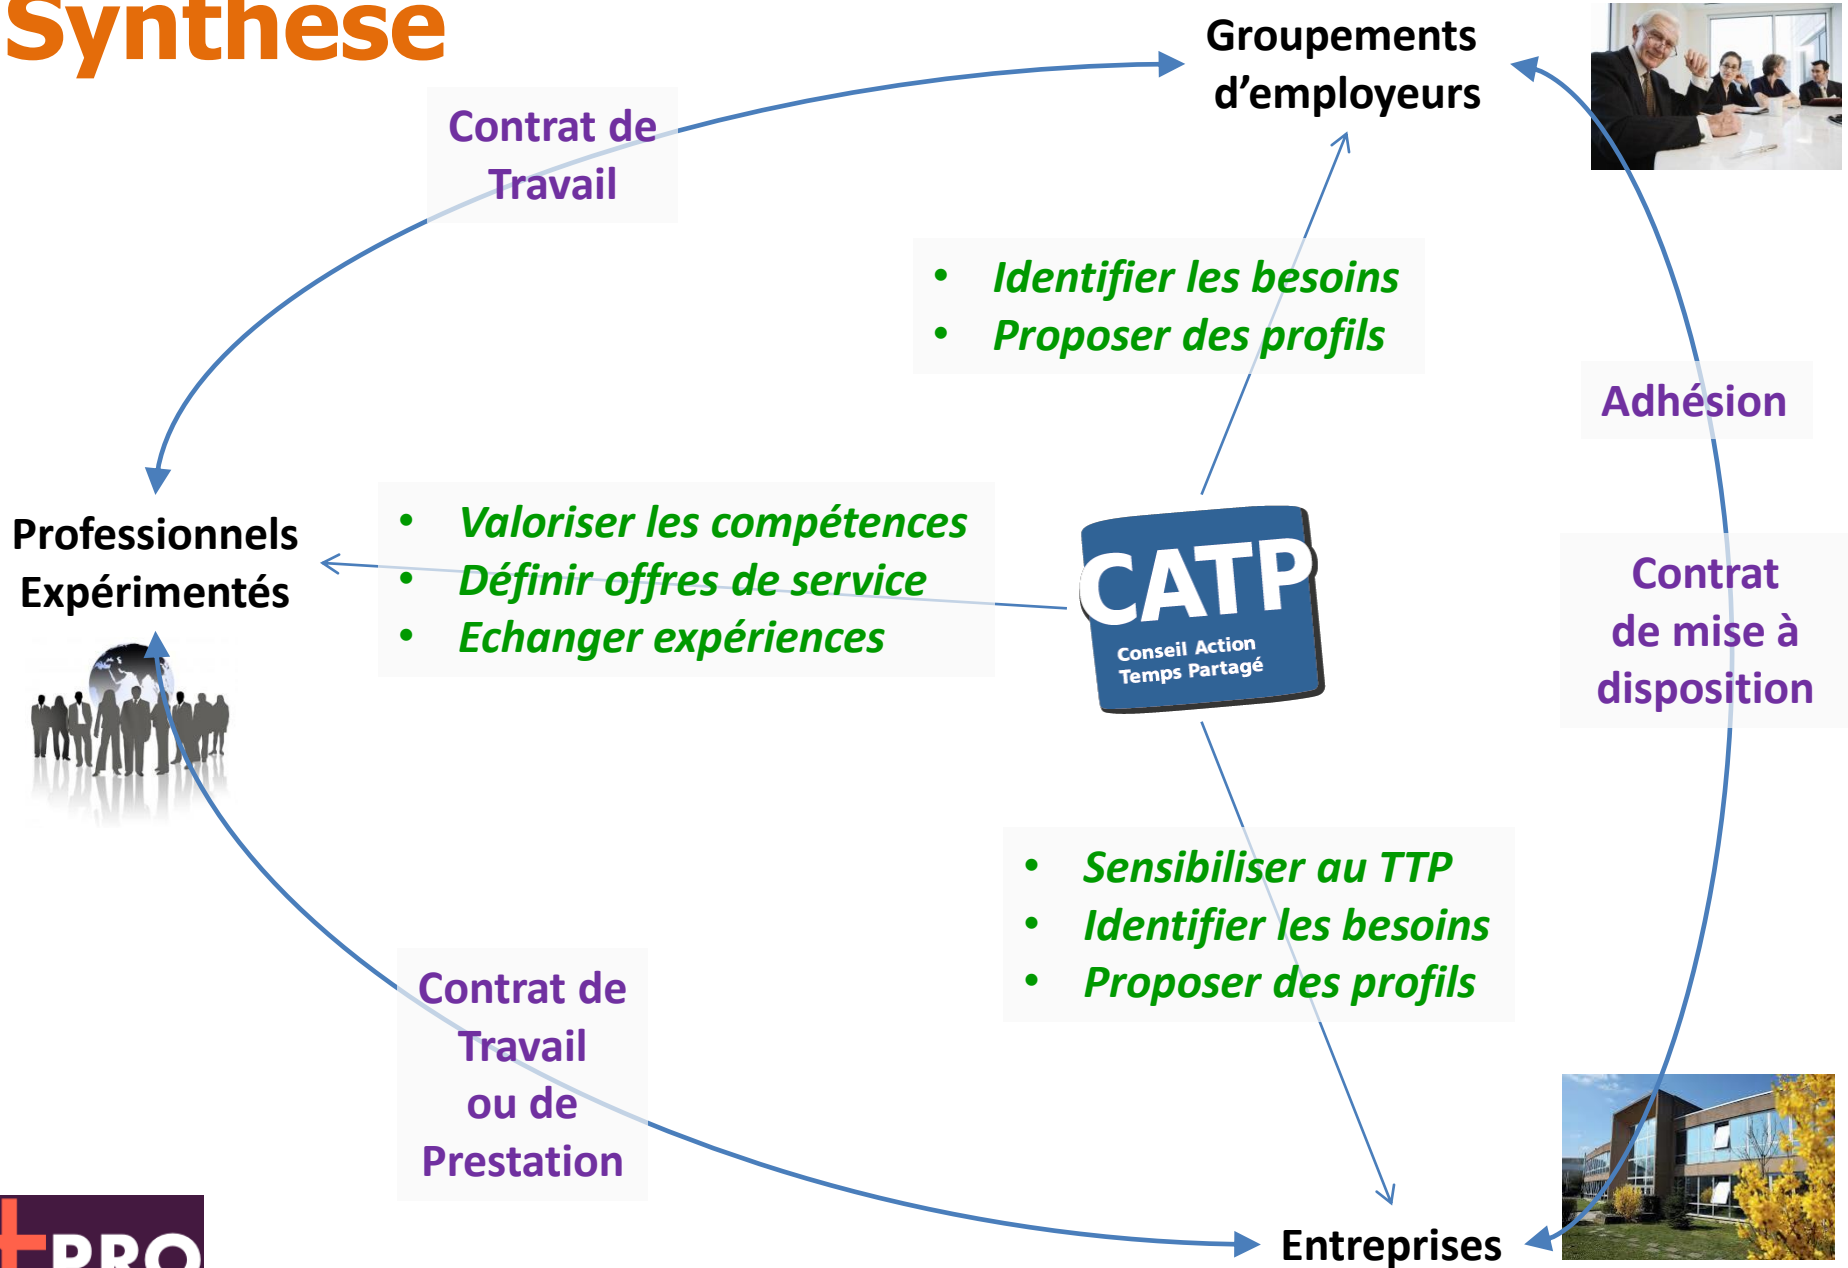 Synthese
Groupements
d’employeurs
Contrat de
Travail
• Identifier les besoins
• Proposer des profils
Adhésion
Professionnels
Expérimentés
• Valoriser les compétences
• Définir offres de service
• Echanger expériences
CATP
Conseil Action
Temps Partagé
Contrat
de mise à
disposition
• Sensibiliser au TTP
• Identifier les besoins
• Proposer des profils
Contrat de
Travail
ou de
Prestation
Entreprises
PRO